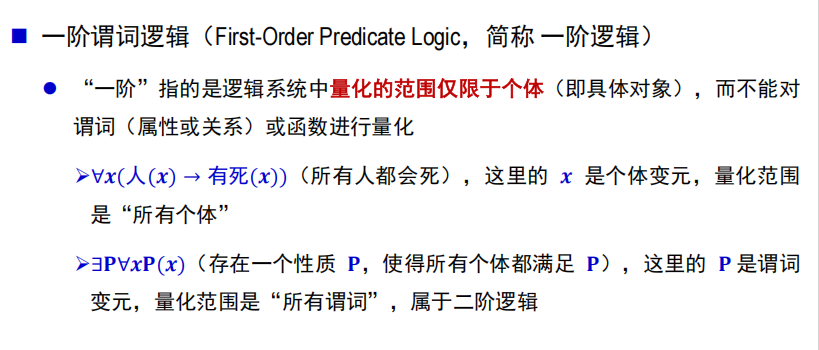 ■ 一阶谓词逻辑（First-Order Predicate Logic，简称 一阶逻辑）
● “一阶”指的是逻辑系统中量化的范围仅限于个体（即具体对象），而不能对
谓词（属性或关系）或函数进行量化
➢∀x(人(x) → 有死(x))（所有人都会死），这里的 x 是个体变元，量化范围
是“所有个体”
➢∃P∀xP(x)（存在一个性质 P，使得所有个体都满足 P），这里的 P 是谓词
变元，量化范围是“所有谓词”，属于二阶逻辑